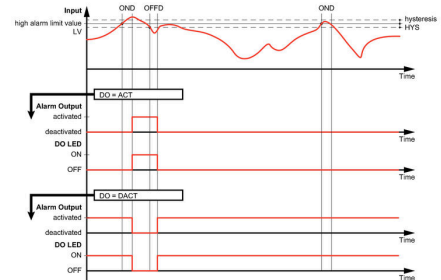 OND OFFD OND
Input
high alarm limit value
LV
hysteresis
HYS
Time
DO = ACT
Alarm Output
activated
deactivated
Time
DO LED
ON
OFF
Time
DO = DACT
Alarm Output
activated
deactivated
Time
DO LED
ON
OFF
Time